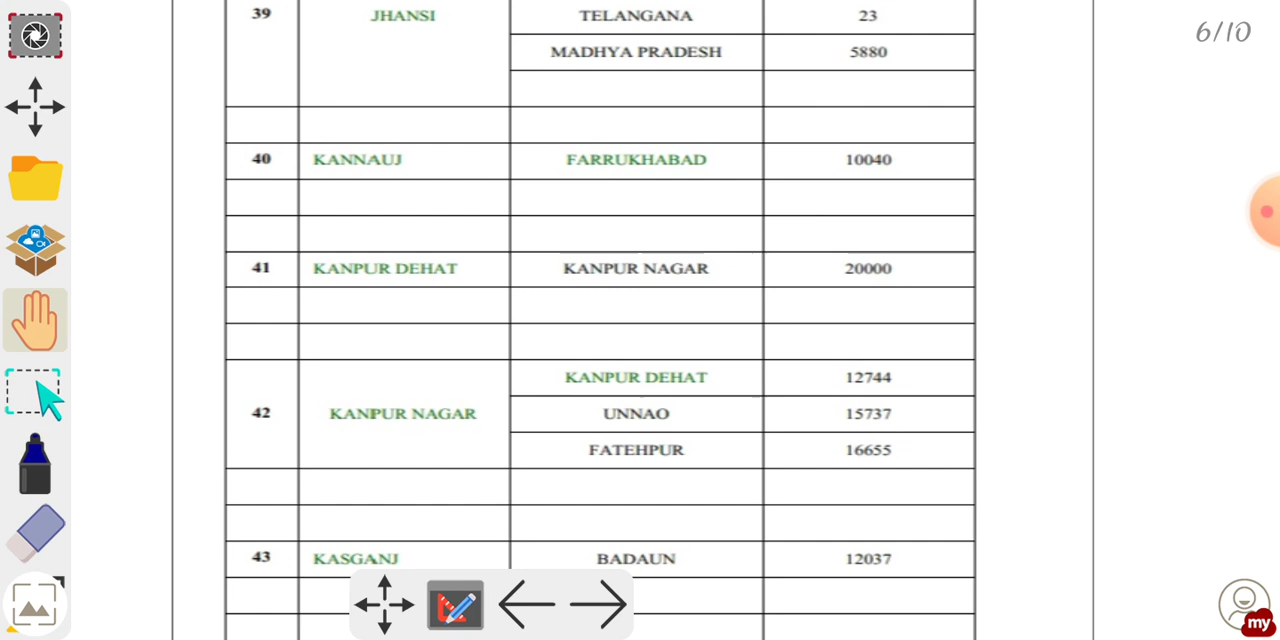 39 JHANSI TELANGANA 23
MADHYA PRADESH 5880
40 KANNAUJ FARRUKHABAD 10040
41 KANPUR DEHAT KANPUR NAGAR 20000
KANPUR DEHAT 12744
42 KANPUR NAGAR UNNAO 15737
FATEHPUR 16655
43 KASGANJ BADAUN 12037
6/10
my